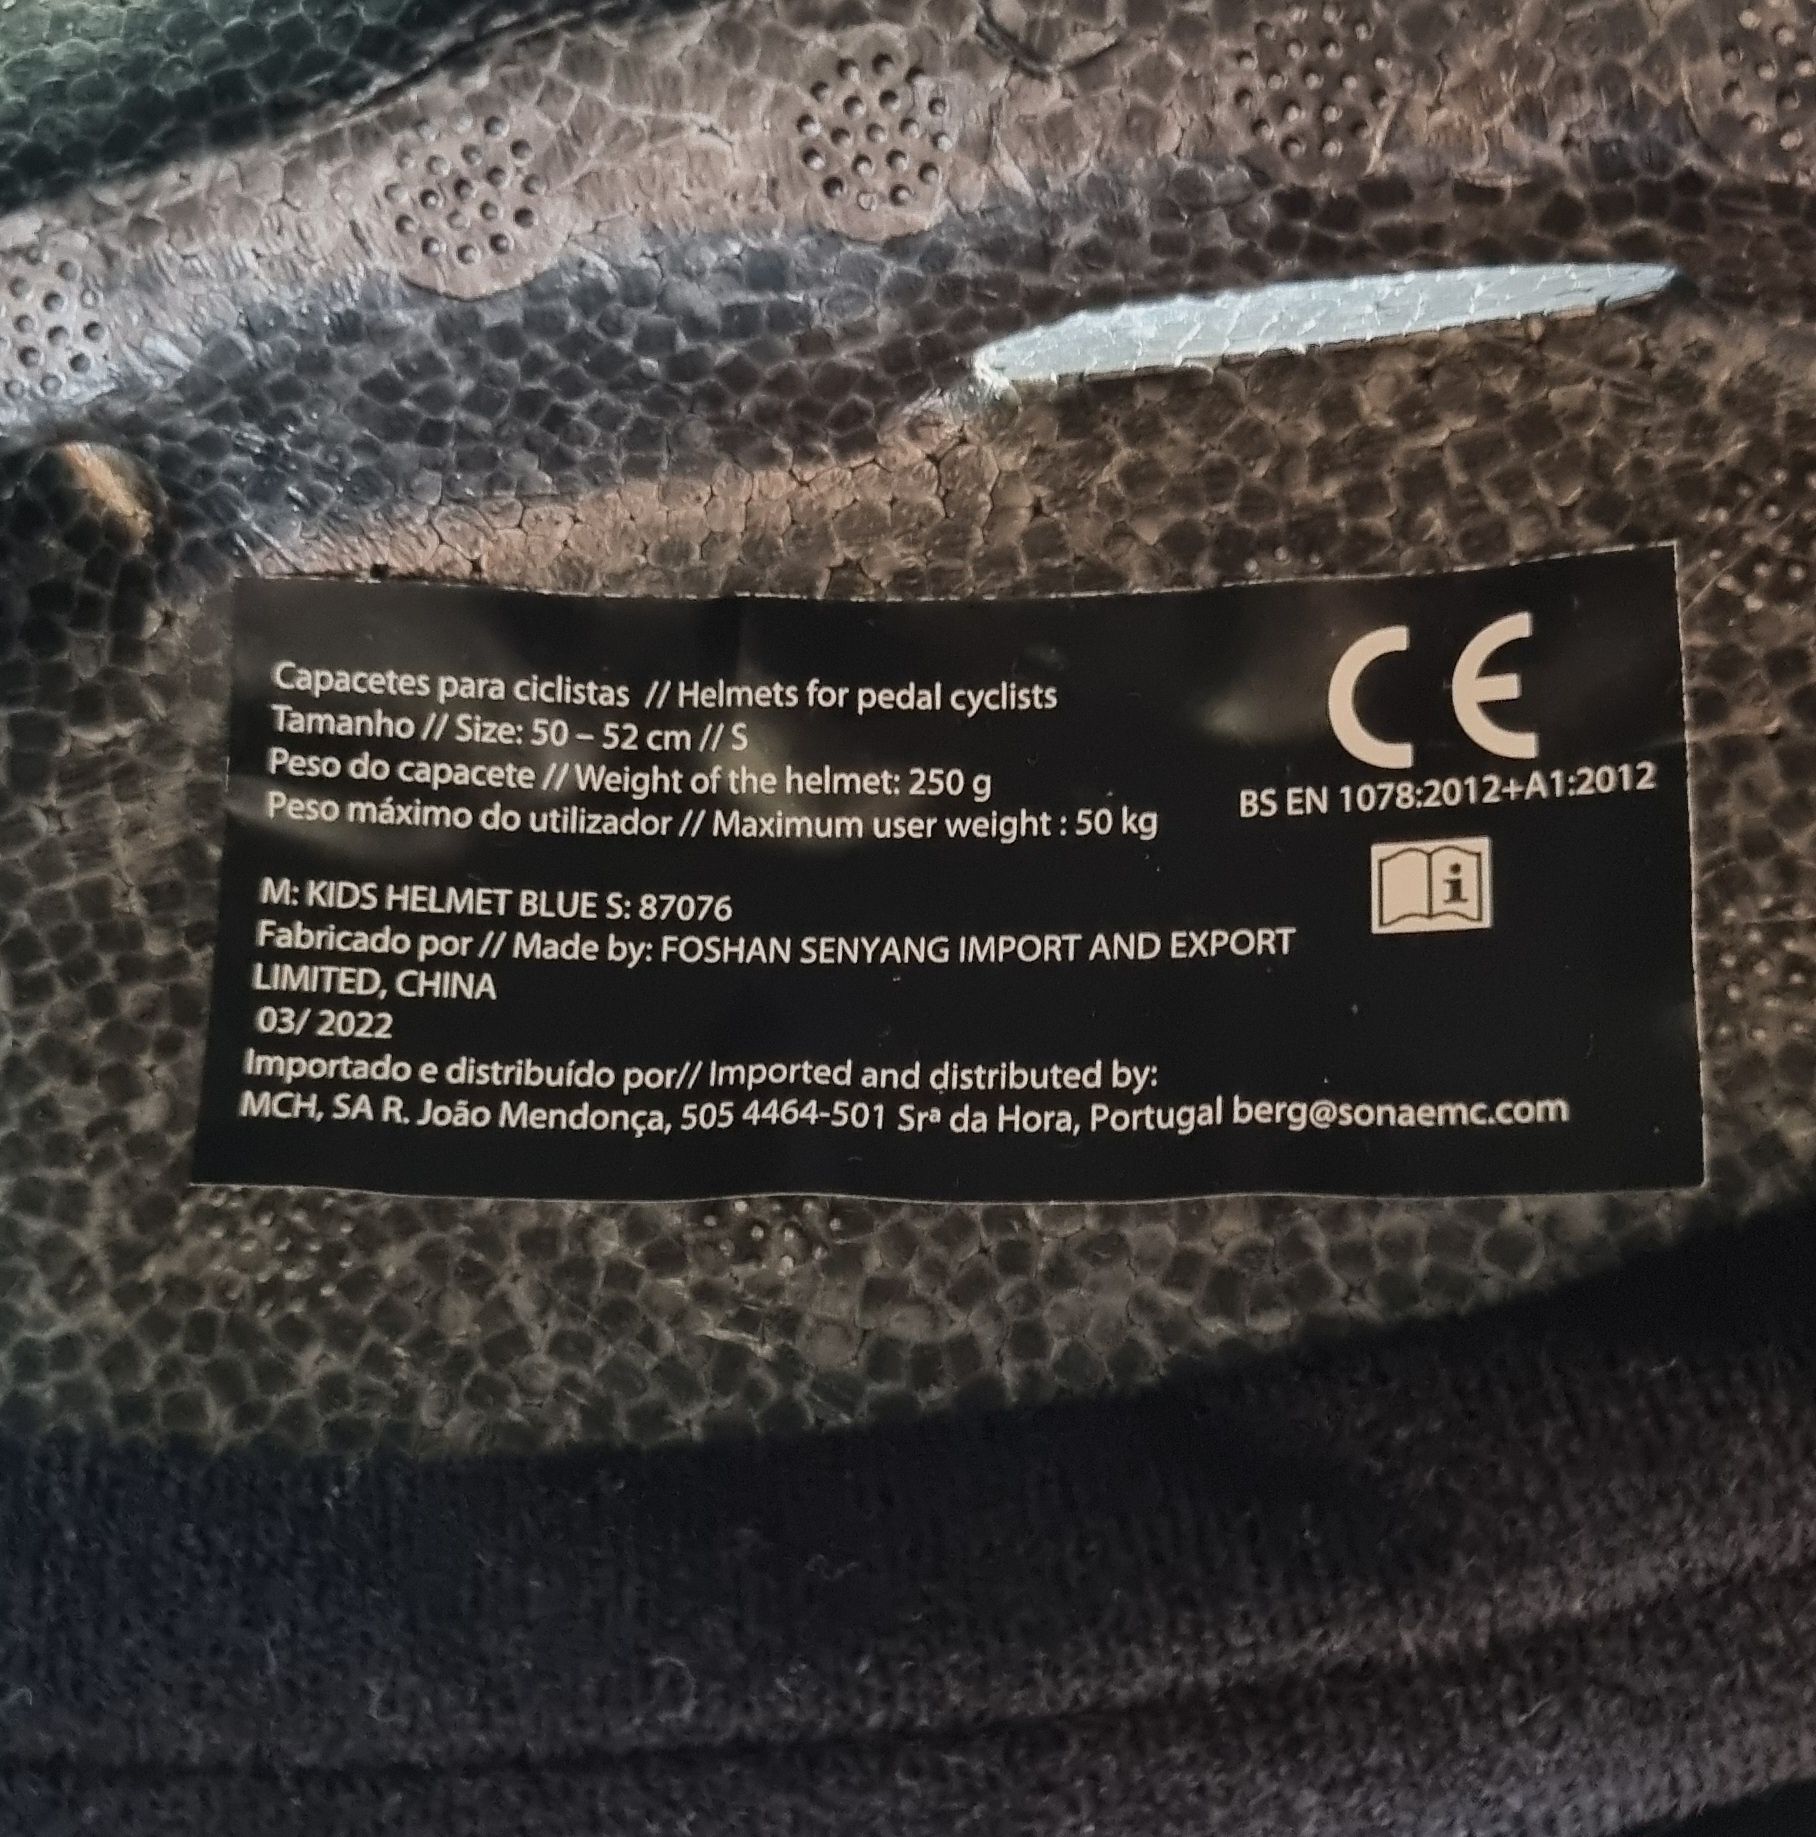 Capacetes para ciclistas // Helmets for pedal cyclists
Tamanho // Size: 50 – 52 cm // S
Peso do capacete // Weight of the helmet: 250 g
Peso máximo do utilizador // Maximum user weight : 50 kg
CE
BS EN 1078:2012+A1:2012
i
M: KIDS HELMET BLUE S: 87076
Fabricado por // Made by: FOSHAN SENYANG IMPORT AND EXPORT
LIMITED, CHINA
03/ 2022
Importado e distribuído por// Imported and distributed by:
MCH, SA R. João Mendonça, 505 4464-501 Srª da Hora, Portugal berg@sonaemc.com